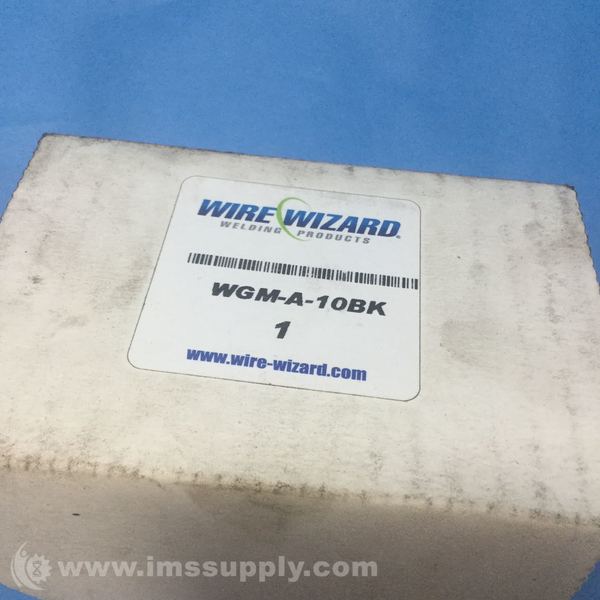 WIRE WIZARD®
WELDING PRODUCTS
WGM-A-10BK
1
www.wire-wizard.com
www.imssupply.com